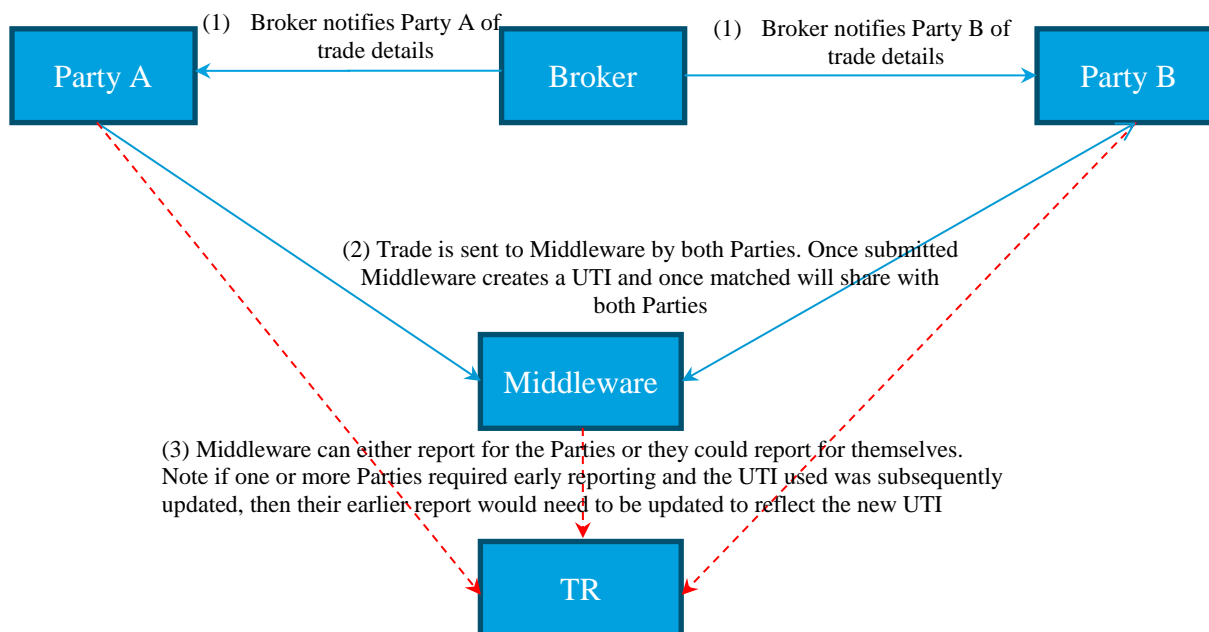 (1) Broker notifies Party A of
trade details
(1) Broker notifies Party B of
trade details
Party A
Broker
Party B
(2) Trade is sent to Middleware by both Parties. Once submitted
Middleware creates a UTI and once matched will share with
both Parties
Middleware
(3) Middleware can either report for the Parties or they could report for themselves.
Note if one or more Parties required early reporting and the UTI used was subsequently
updated, then their earlier report would need to be updated to reflect the new UTI
TR